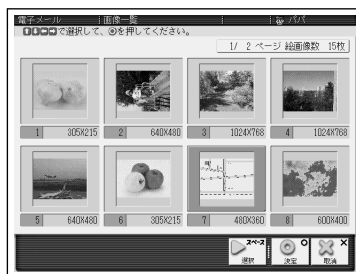 電子メール 画像一覧 パパ
で選択して、◎を押してください。
1/ 2 ページ 絵画像数 15枚
1 305X215 2 640X480 3 1024X768 4 1024X768
5 640X480 6 305X215 7 480X360 8 600X400
スペース ○ ×
選択 決定 取消